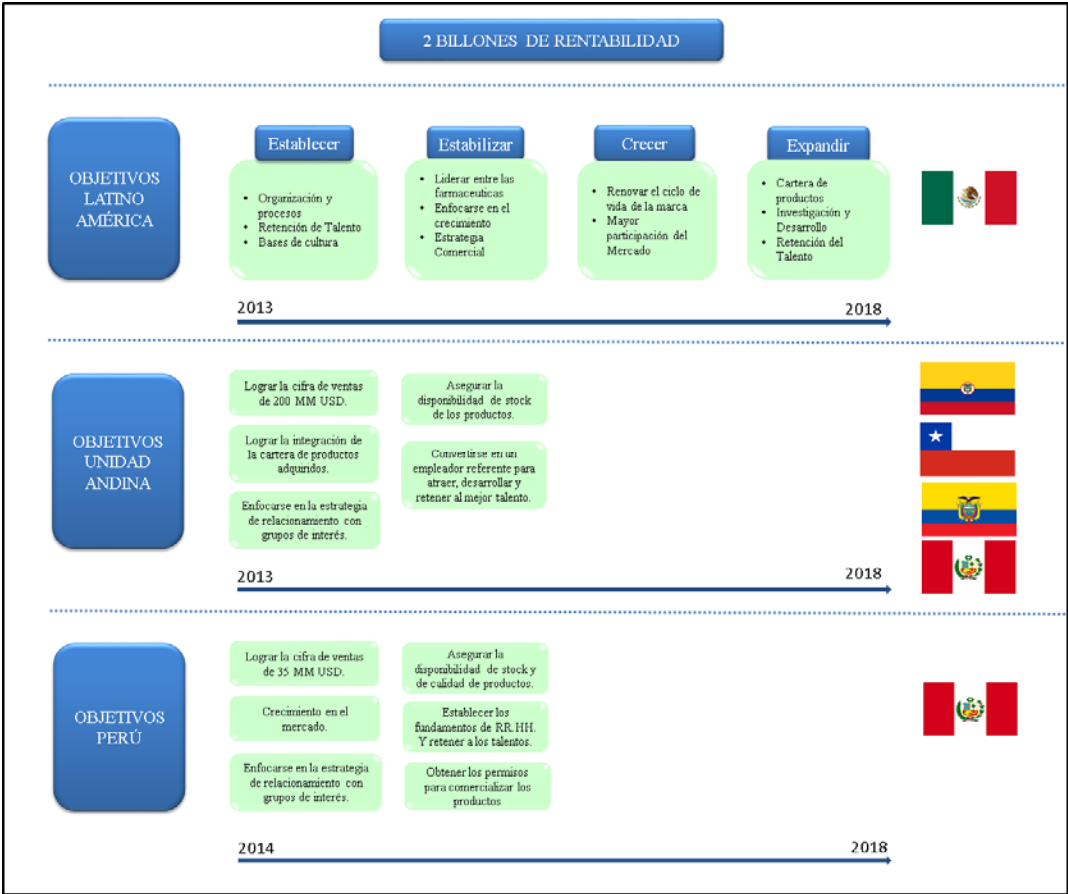 2 BILLONES DE RENTABILIDAD
OBJETIVOS
LATINO
AMÉRICA
Establecer
• Organización y
procesos
• Retención de Talento
• Bases de cultura
Estabilizar
• Liderar entre las
farmaceuticas
• Enfocarse en el
crecimiento
• Estrategia
Comercial
Crecer
• Renovar el ciclo de
vida de la marca
• Mayor
participación del
Mercado
Expandir
• Cartera de
productos
• Investigación y
Desarrollo
• Retención del
Talento
2013
2018
OBJETIVOS
UNIDAD
ANDINA
Lograr la cifra de ventas
de 200 MM USD.
Lograr la integración de
la cartera de productos
adquiridos.
Enfocarse en la estrategia
de relacionamiento con
grupos de interés.
Asegurar la
disponibilidad de stock
de los productos.
Convertirse en un
empleador referente para
atraer, desarrollar y
retener al mejor talento.
2013
2018
OBJETIVOS
PERÚ
Lograr la cifra de ventas
de 35 MM USD.
Crecimiento en el
mercado.
Enfocarse en la estrategia
de relacionamiento con
grupos de interés.
Asegurar la
disponibilidad de stock y
de calidad de productos.
Establecer los
fundamentos de RR.HH.
Y retener a los talentos.
Obtener los permisos
para comercializar los
productos
2014
2018